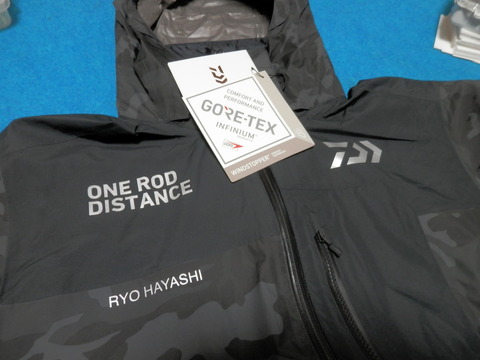 COMFORT AND
PERFORMANCE
GORE-TEX
INFINIUM
WINDSTOPPER
ONE ROD
DISTANCE
RYO HAYASHI